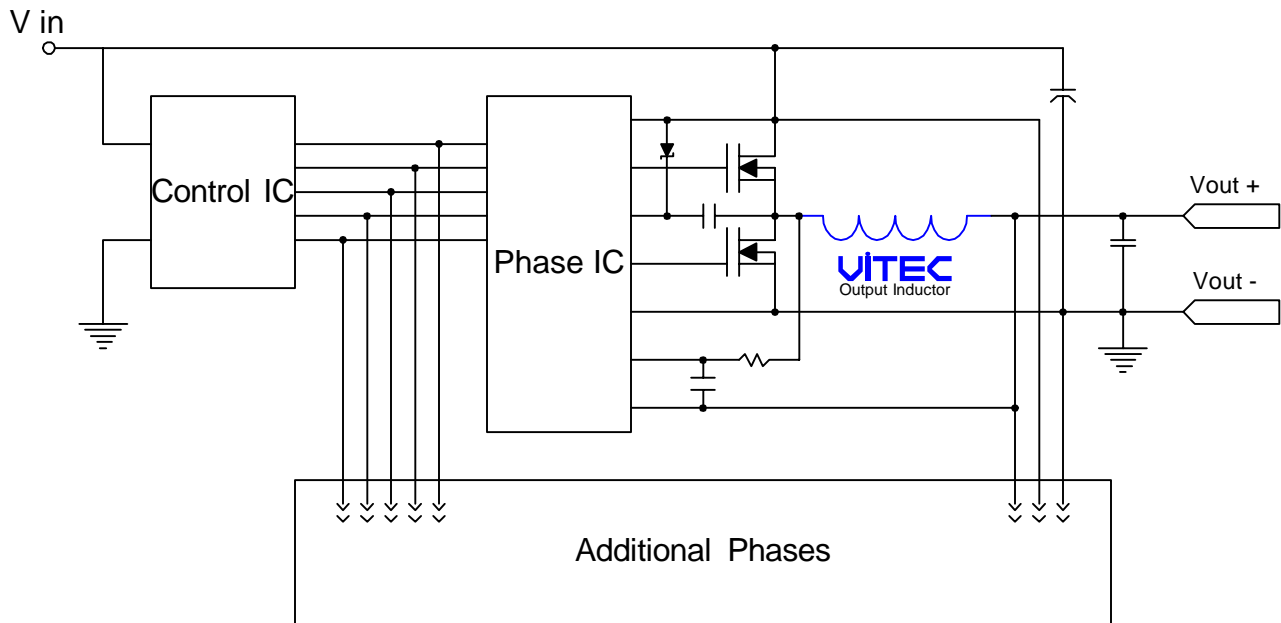 V in
Control IC
Phase IC
Vout +
ViTEC
Output Inductor
Vout -
Additional Phases